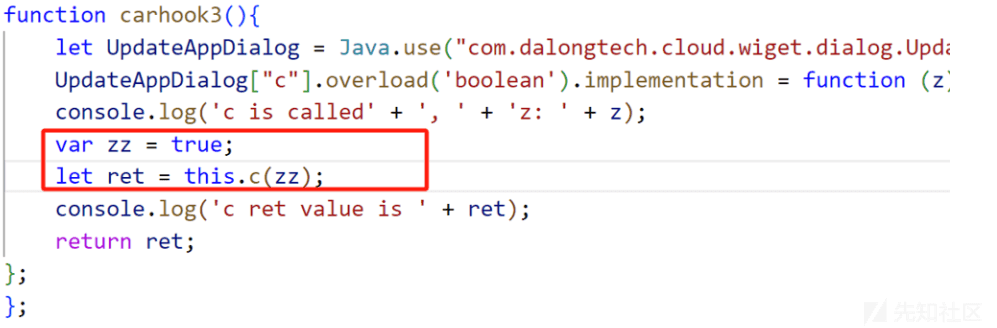 function carhook3(){
let UpdateAppDialog = Java.use("com.dalongtech.cloud.wiget.dialog.Upda
UpdateAppDialog["c"].overload('boolean').implementation = function (z)
console.log('c is called' + ', ' + 'z: ' + z);
var zz = true;
let ret = this.c(zz);
console.log('c ret value is ' + ret);
return ret;
};
};
先知社区